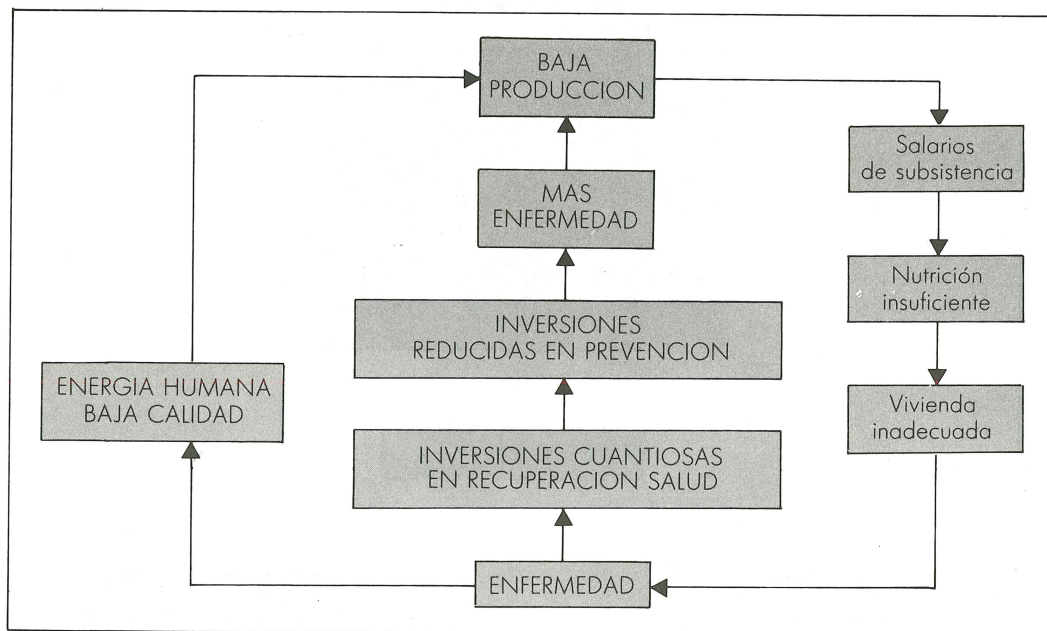 BAJA
PRODUCCION
Salarios
de subsistencia
MAS
ENFERMEDAD
Nutrición
insuficiente
INVERSIONES
REDUCIDAS EN PREVENCION
ENERGIA HUMANA
BAJA CALIDAD
Vivienda
inadecuada
INVERSIONES CUANTIOSAS
EN RECUPERACION SALUD
ENFERMEDAD